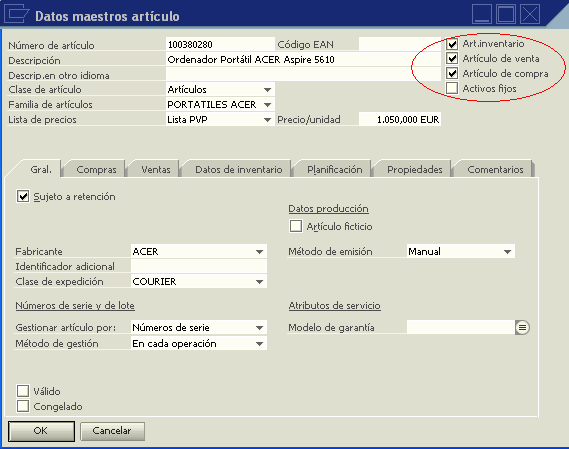 Datos maestros artículo
Número de artículo 100380280 Código EAN
Descripción Ordenador Portátil ACER Aspire 5610
Descrip.en otro idioma
Clase de artículo Artículos
Familia de artículos PORTATILES ACER
Lista de precios Lista PVP Precio/unidad 1.050,000 EUR
Art.inventario
Artículo de venta
Artículo de compra
Activos fijos
Gral. Compras Ventas Datos de inventario Planificación Propiedades Comentarios
Sujeto a retención
Datos producción
Artículo ficticio
Fabricante ACER Método de emisión Manual
Identificador adicional
Clase de expedición COURIER
Números de serie y de lote Atributos de servicio
Gestionar artículo por: Números de serie Modelo de garantía
Método de gestión En cada operación
Válido
Congelado
OK Cancelar